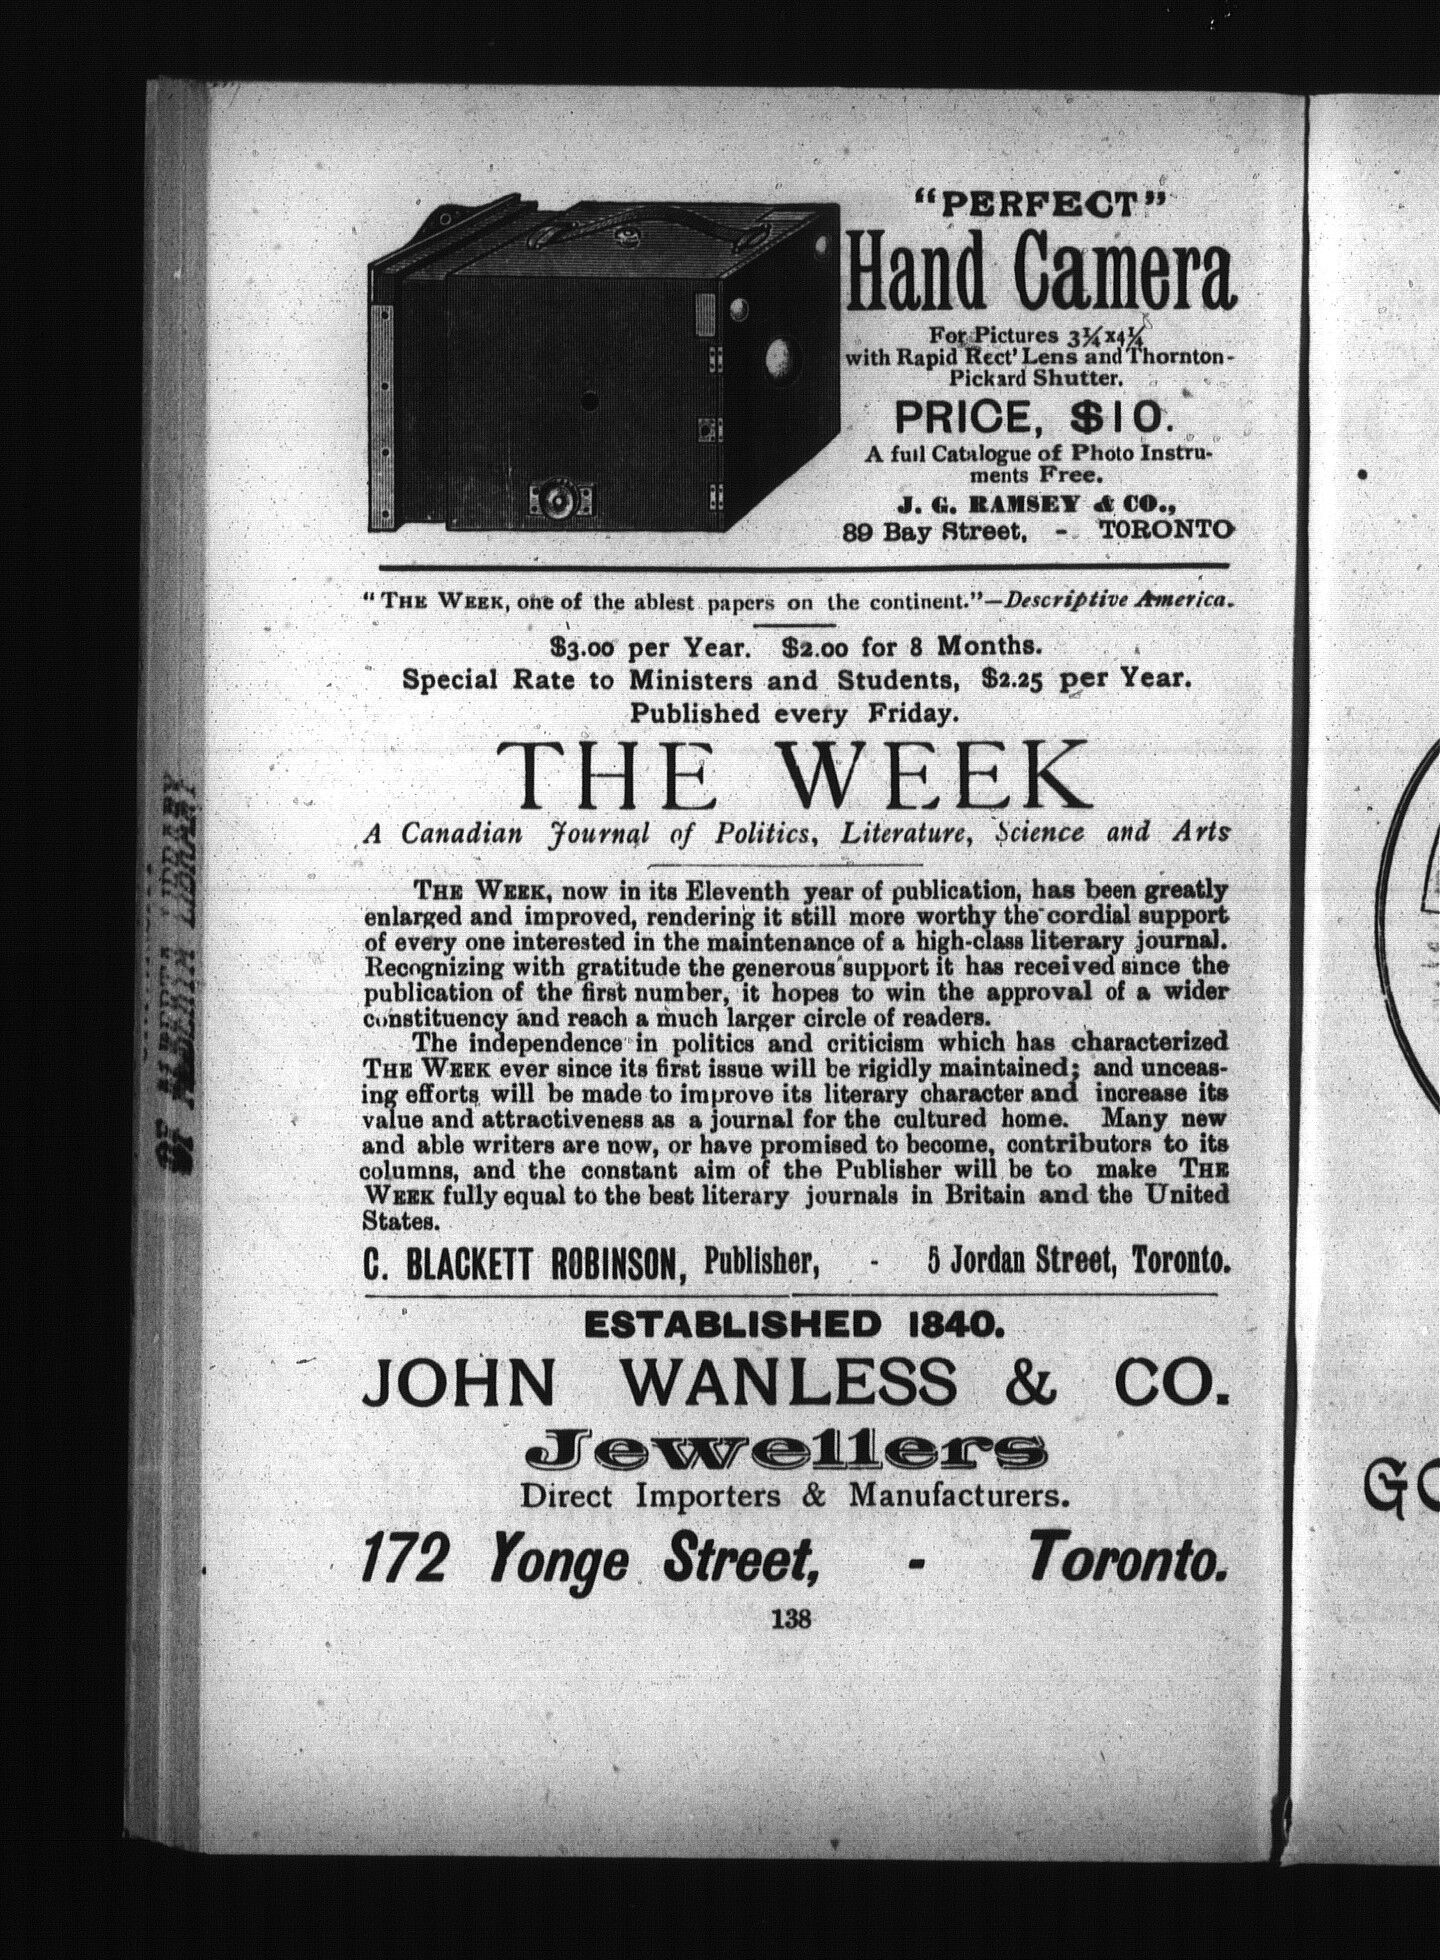 "PERFECT"
Hand Camera
For Pictures 3¼x4¼
with Rapid Rect' Lens and Thornton-
Pickard Shutter.
PRICE, $10.
A full Catalogue of Photo Instru-
ments Free.
J. G. RAMSEY & CO.,
89 Bay Street, - TORONTO
"THE WEEK, one of the ablest papers on the continent."—Descriptive America.
$3.00 per Year. $2.00 for 8 Months.
Special Rate to Ministers and Students, $2.25 per Year.
Published every Friday.
THE WEEK
A Canadian Journal of Politics, Literature, Science and Arts
THE WEEK, now in its Eleventh year of publication, has been greatly
enlarged and improved, rendering it still more worthy the cordial support
of every one interested in the maintenance of a high-class literary journal.
Recognizing with gratitude the generous support it has received since the
publication of the first number, it hopes to win the approval of a wider
constituency and reach a much larger circle of readers.
The independence in politics and criticism which has characterized
THE WEEK ever since its first issue will be rigidly maintained; and unceas-
ing efforts will be made to improve its literary character and increase its
value and attractiveness as a journal for the cultured home. Many new
and able writers are now, or have promised to become, contributors to its
columns, and the constant aim of the Publisher will be to make THE
WEEK fully equal to the best literary journals in Britain and the United
States.
C. BLACKETT ROBINSON, Publisher, - 5 Jordan Street, Toronto.
ESTABLISHED 1840.
JOHN WANLESS & CO.
Jewellers
Direct Importers & Manufacturers.
172 Yonge Street, - Toronto.
138
GO